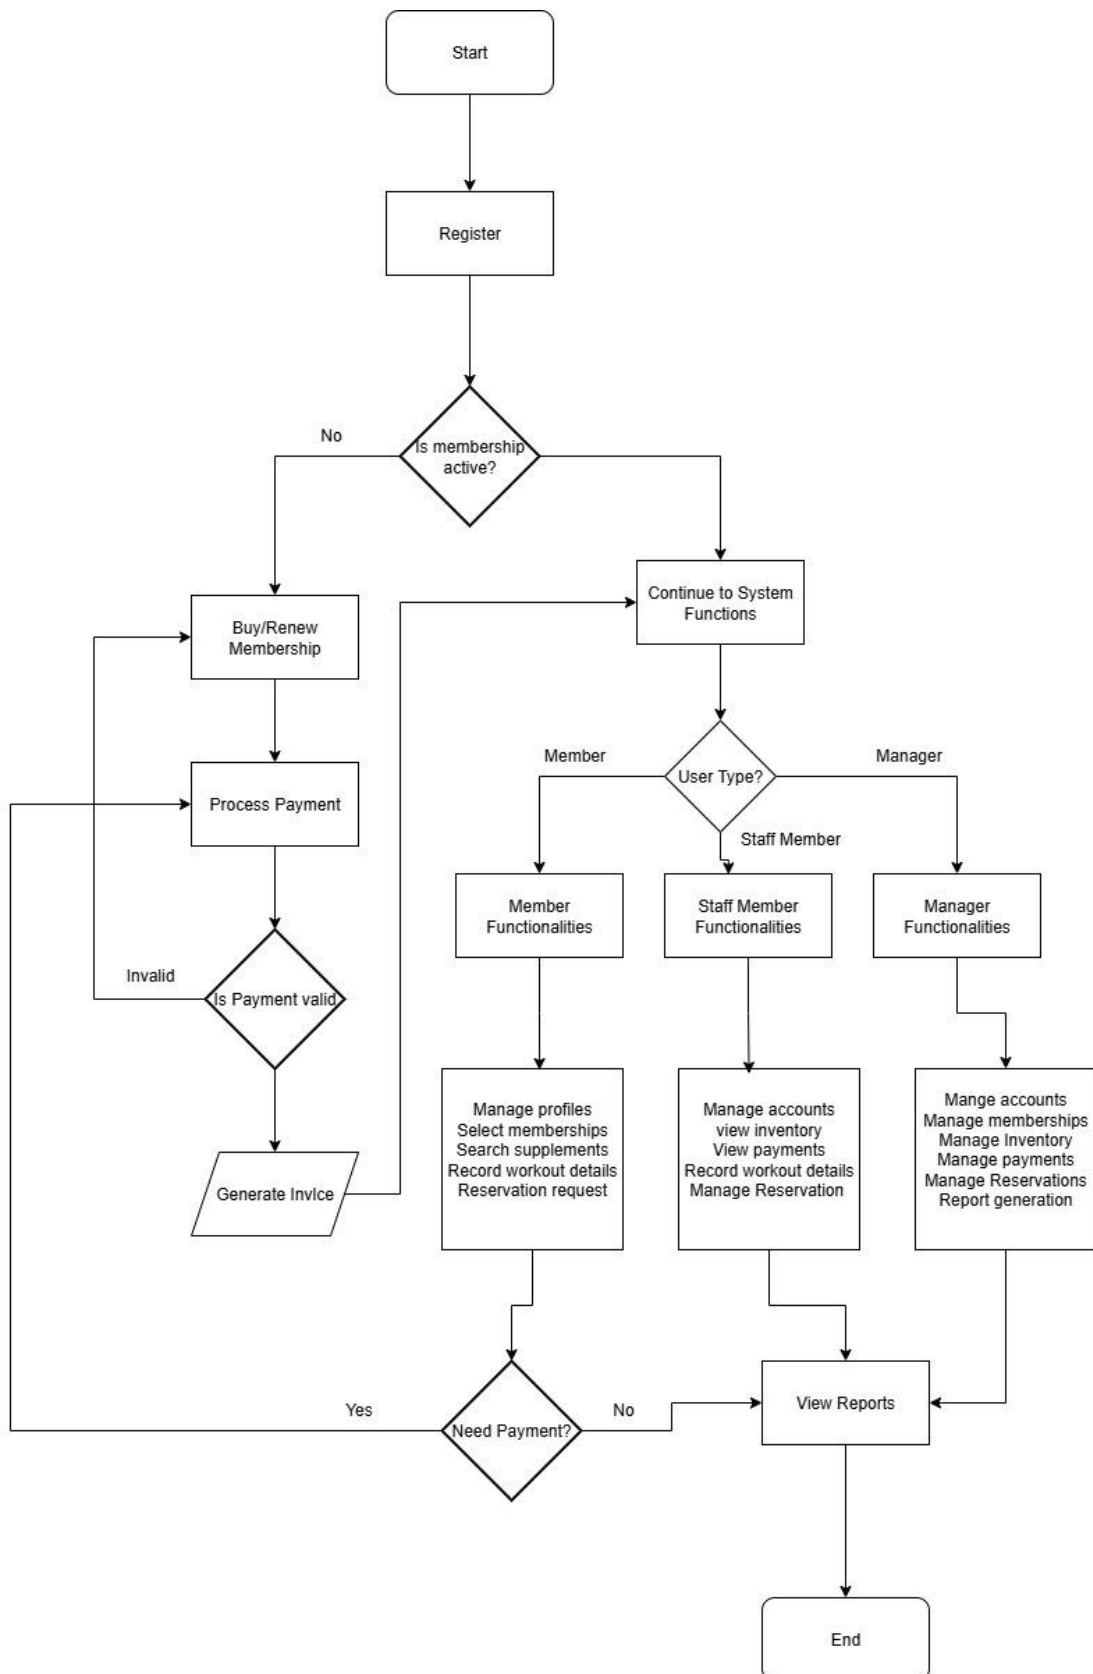 Start
Register
Is membership
active?
No
Buy/Renew
Membership
Continue to System
Functions
Process Payment
User Type?
Member
Manager
Staff Member
Member
Functionalities
Staff Member
Functionalities
Manager
Functionalities
Invalid
Is Payment valid
Generate InvIce
Manage profiles
Select memberships
Search supplements
Record workout details
Reservation request
Manage accounts
view inventory
View payments
Record workout details
Manage Reservation
Mange accounts
Manage memberships
Manage Inventory
Manage payments
Manage Reservations
Report generation
Yes
Need Payment?
No
View Reports
End